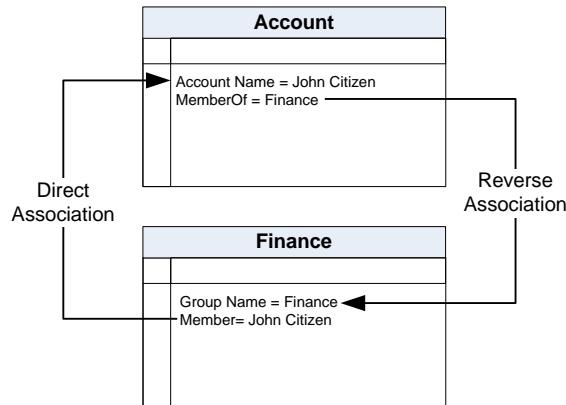 Account
Account Name = John Citizen
MemberOf = Finance
Direct
Association
Reverse
Association
Finance
Group Name = Finance
Member= John Citizen